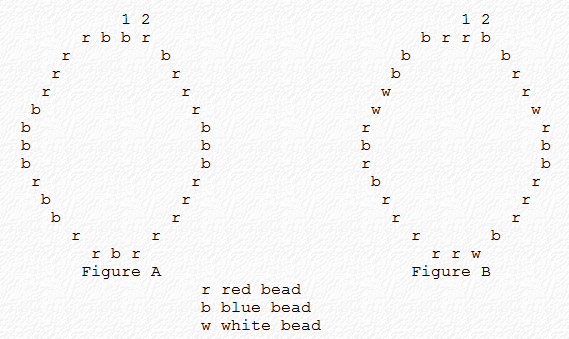 1 2 1 2
r b b r b r r b
r b b b
r r b r
r r w r
b r w w
b b r r
b b b b
b b r b
r r b r
b r r r
b r r r
r r r b
r b r r r w
Figure A Figure B
r red bead
b blue bead
w white bead